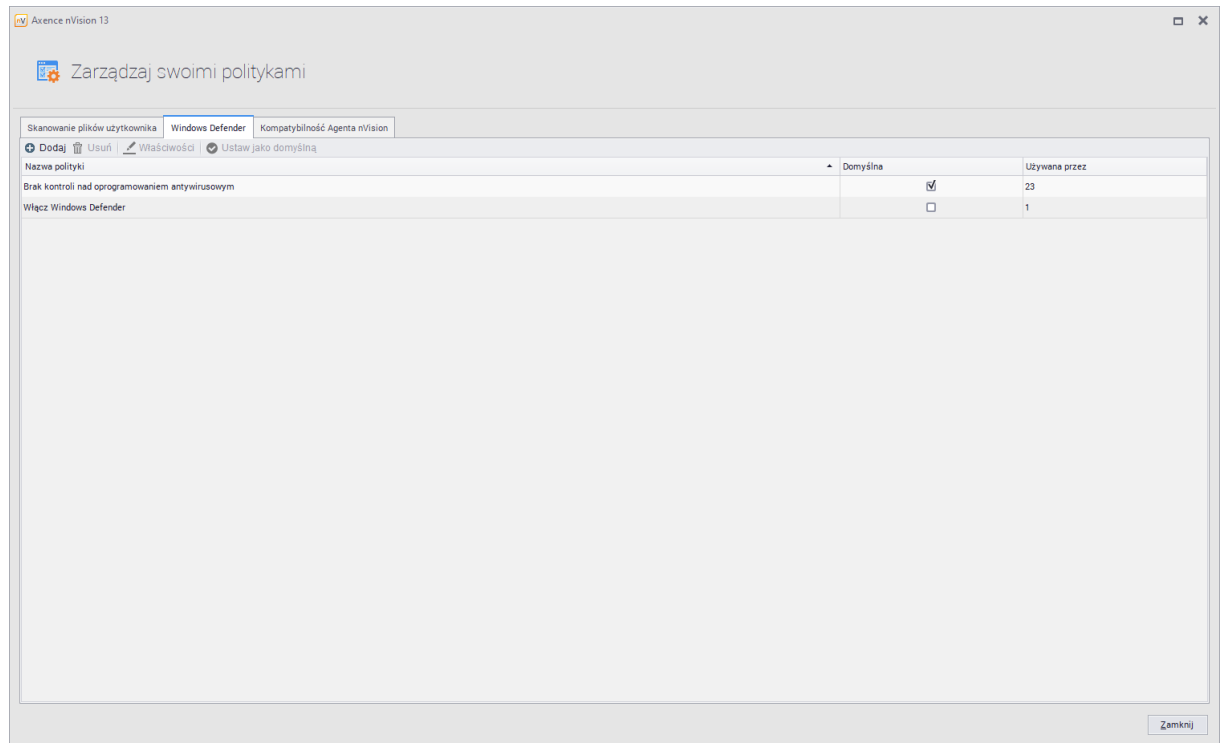 nV Axence nVision 13
Zarządzaj swoimi politykami
Skanowanie plików użytkownika Windows Defender Kompatybilność Agenta nVision
Dodaj Usuń Właściwości Ustaw jako domyślną
Nazwa polityki Domyślna Używana przez
Brak kontroli nad oprogramowaniem antywirusowym 23
Włącz Windows Defender 1
Zamknij